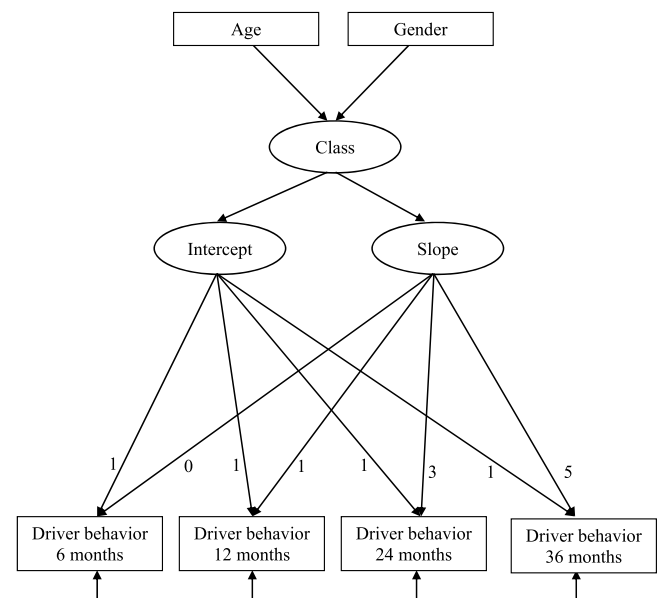 Age
Gender
Class
Intercept
Slope
1
0
1
1
1
3
1
5
Driver behavior
6 months
Driver behavior
12 months
Driver behavior
24 months
Driver behavior
36 months